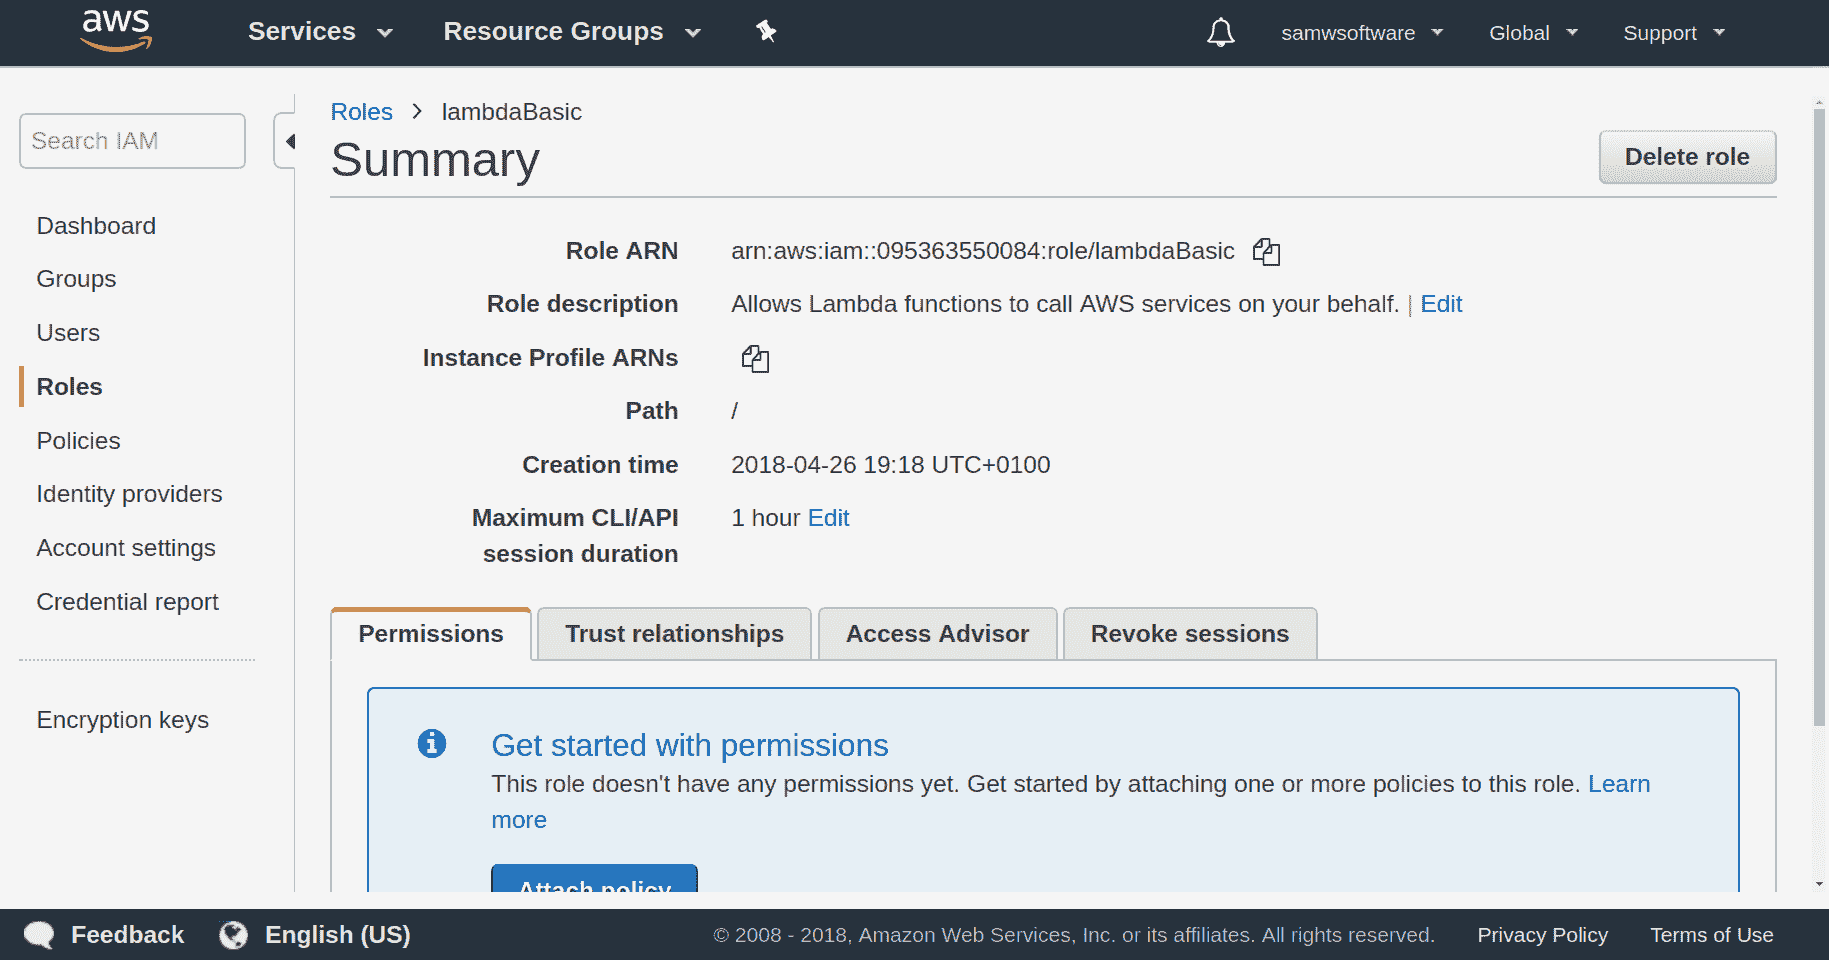 aws
Services
Resource Groups
samwsoftware
Global
Support
Search IAM
Dashboard
Groups
Users
Roles
Policies
Identity providers
Account settings
Credential report
Encryption keys
Roles > lambdaBasic
Summary
Delete role
Role ARN arn:aws:iam::095363550084:role/lambdaBasic
Role description Allows Lambda functions to call AWS services on your behalf. | Edit
Instance Profile ARNs
Path /
Creation time 2018-04-26 19:18 UTC+0100
Maximum CLI/API 1 hour Edit
session duration
Permissions
Trust relationships
Access Advisor
Revoke sessions
Get started with permissions
This role doesn't have any permissions yet. Get started by attaching one or more policies to this role. Learn
more
Attach policy
Feedback
English (US)
© 2008 - 2018, Amazon Web Services, Inc. or its affiliates. All rights reserved.
Privacy Policy
Terms of Use